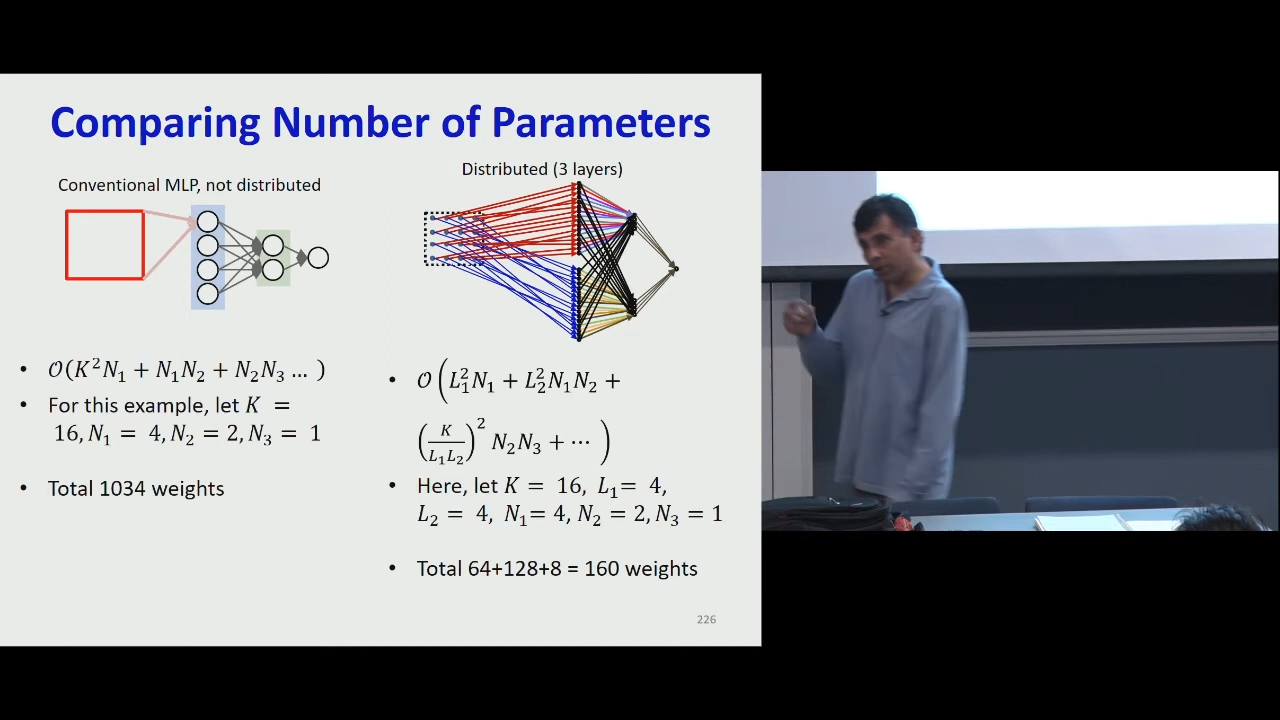 Comparing Number of Parameters
Conventional MLP, not distributed
• 𝒪(K²N₁ + N₁N₂ + N₂N₃ … )
• For this example, let K =
16, N₁ = 4, N₂ = 2, N₃ = 1
• Total 1034 weights
Distributed (3 layers)
• 𝒪(L₁²N₁ + L₂²N₁N₂ +
(K/(L₁L₂))² N₂N₃ + ⋯ )
• Here, let K = 16, L₁= 4,
L₂ = 4, N₁= 4, N₂ = 2, N₃ = 1
• Total 64+128+8 = 160 weights
226